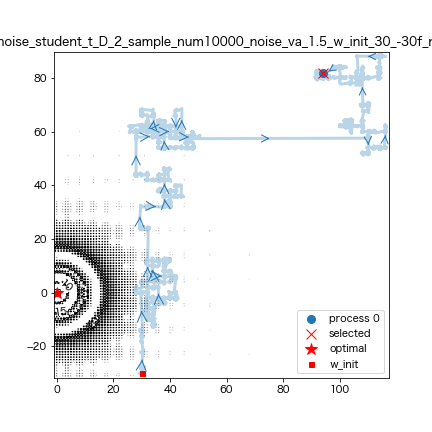 noise_student_t_D_2_sample_num10000_noise_va_1.5_w_init_30_-30f_r
80
60
40
20
0
−20
0
20
40
60
80
100
process 0
selected
optimal
w_init